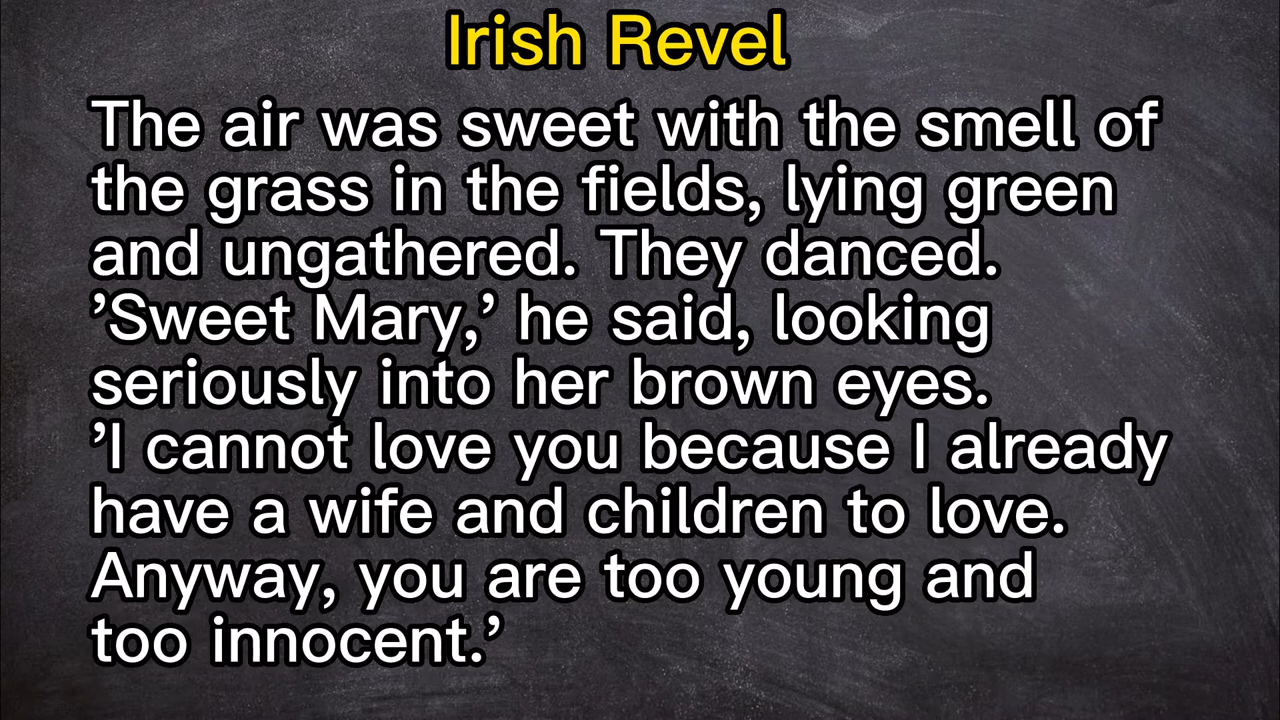 Irish Revel
The air was sweet with the smell of
the grass in the fields, lying green
and ungathered. They danced.
’Sweet Mary,’ he said, looking
seriously into her brown eyes.
’I cannot love you because I already
have a wife and children to love.
Anyway, you are too young and
too innocent.’